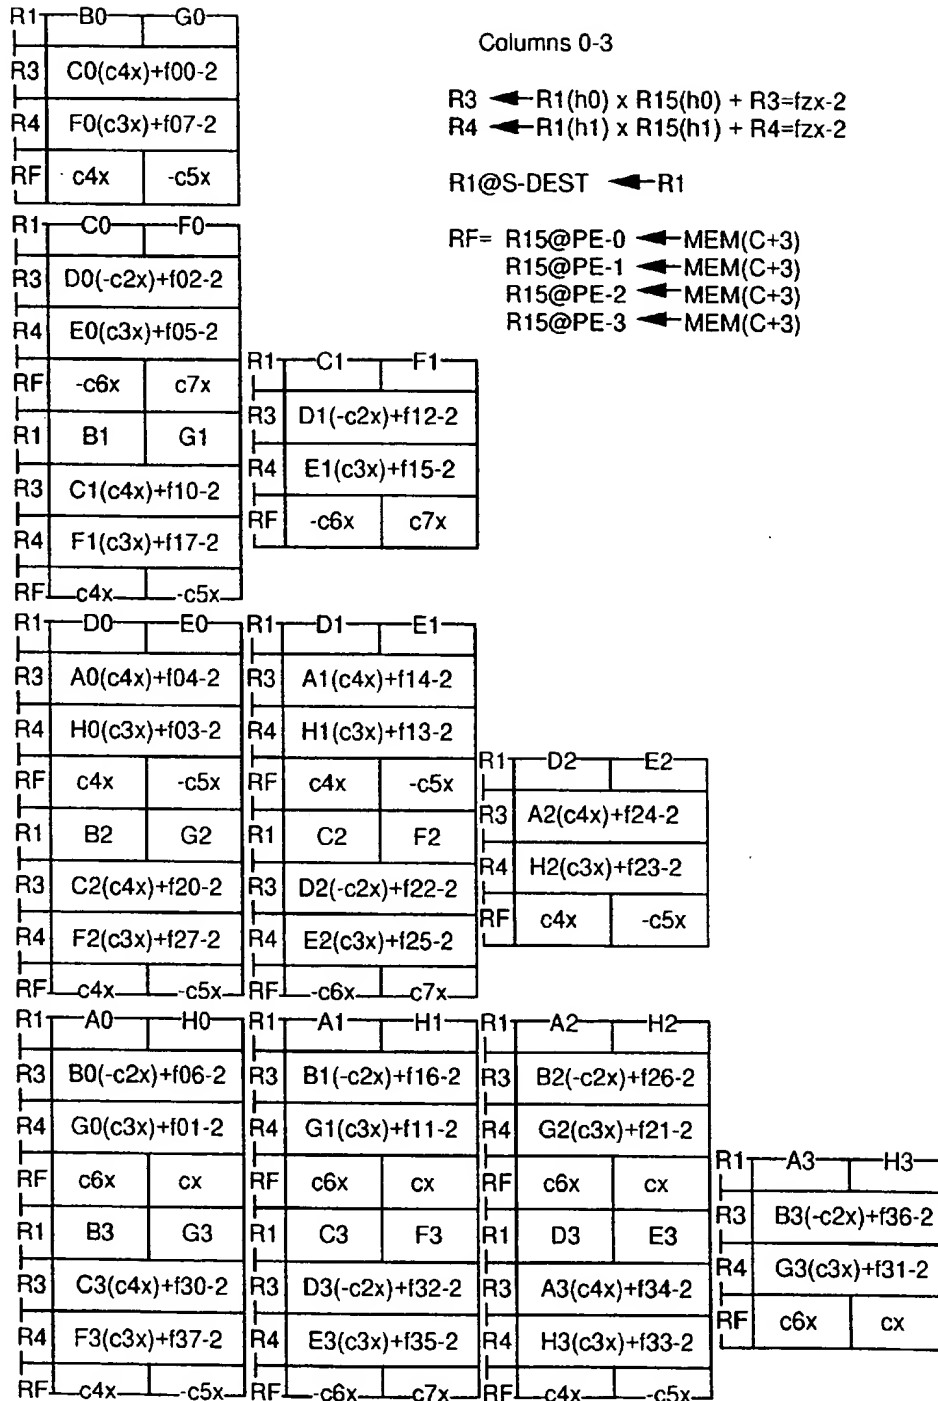 Columns 0-3
R3 ← R1(h0) x R15(h0) + R3=fzx-2
R4 ← R1(h1) x R15(h1) + R4=fzx-2
R1@S-DEST ← R1
RF= R15@PE-0 ← MEM(C+3)
R15@PE-1 ← MEM(C+3)
R15@PE-2 ← MEM(C+3)
R15@PE-3 ← MEM(C+3)
R1 B0 G0
R3 C0(c4x)+f00-2
R4 F0(c3x)+f07-2
RF c4x -c5x
R1 C0 F0
R3 D0(-c2x)+f02-2
R4 E0(c3x)+f05-2
RF -c6x c7x
R1 B1 G1
R3 C1(c4x)+f10-2
R4 F1(c3x)+f17-2
RF c4x -c5x
R1 C1 F1
R3 D1(-c2x)+f12-2
R4 E1(c3x)+f15-2
RF -c6x c7x
R1 D0 E0
R3 A0(c4x)+f04-2
R4 H0(c3x)+f03-2
RF c4x -c5x
R1 B2 G2
R3 C2(c4x)+f20-2
R4 F2(c3x)+f27-2
RF c4x -c5x
R1 D1 E1
R3 A1(c4x)+f14-2
R4 H1(c3x)+f13-2
RF c4x -c5x
R1 C2 F2
R3 D2(-c2x)+f22-2
R4 E2(c3x)+f25-2
RF -c6x c7x
R1 D2 E2
R3 A2(c4x)+f24-2
R4 H2(c3x)+f23-2
RF c4x -c5x
R1 A0 H0
R3 B0(-c2x)+f06-2
R4 G0(c3x)+f01-2
RF c6x cx
R1 B3 G3
R3 C3(c4x)+f30-2
R4 F3(c3x)+f37-2
RF c4x -c5x
R1 A1 H1
R3 B1(-c2x)+f16-2
R4 G1(c3x)+f11-2
RF c6x cx
R1 C3 F3
R3 D3(-c2x)+f32-2
R4 E3(c3x)+f35-2
RF -c6x c7x
R1 A2 H2
R3 B2(-c2x)+f26-2
R4 G2(c3x)+f21-2
RF c6x cx
R1 D3 E3
R3 A3(c4x)+f34-2
R4 H3(c3x)+f33-2
RF c4x -c5x
R1 A3 H3
R3 B3(-c2x)+f36-2
R4 G3(c3x)+f31-2
RF c6x cx